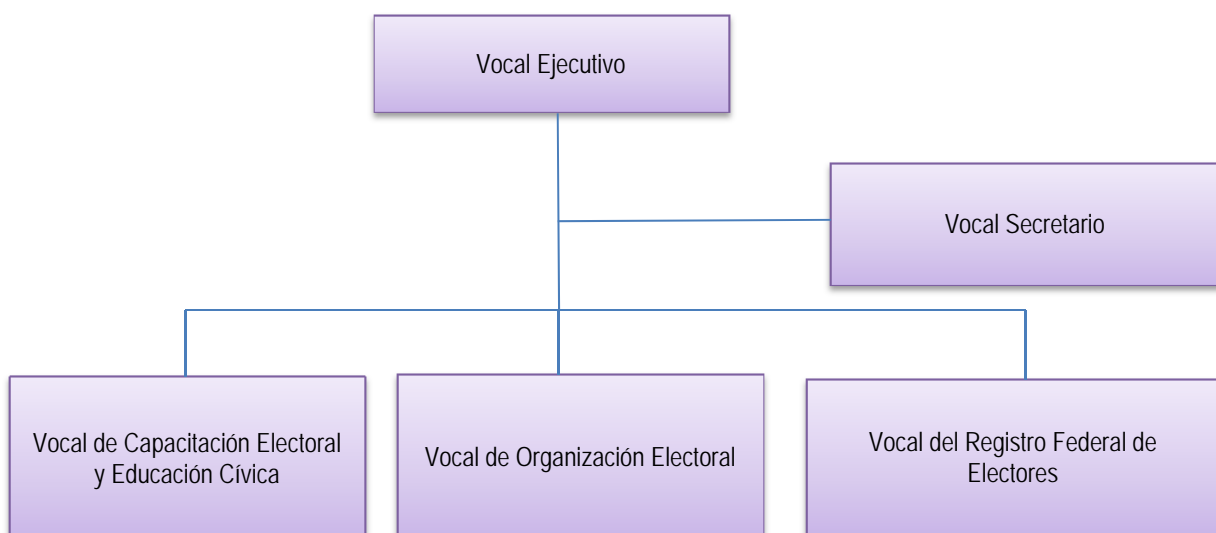 Vocal Ejecutivo
Vocal Secretario
Vocal de Capacitación Electoral
y Educación Cívica
Vocal de Organización Electoral
Vocal del Registro Federal de
Electores